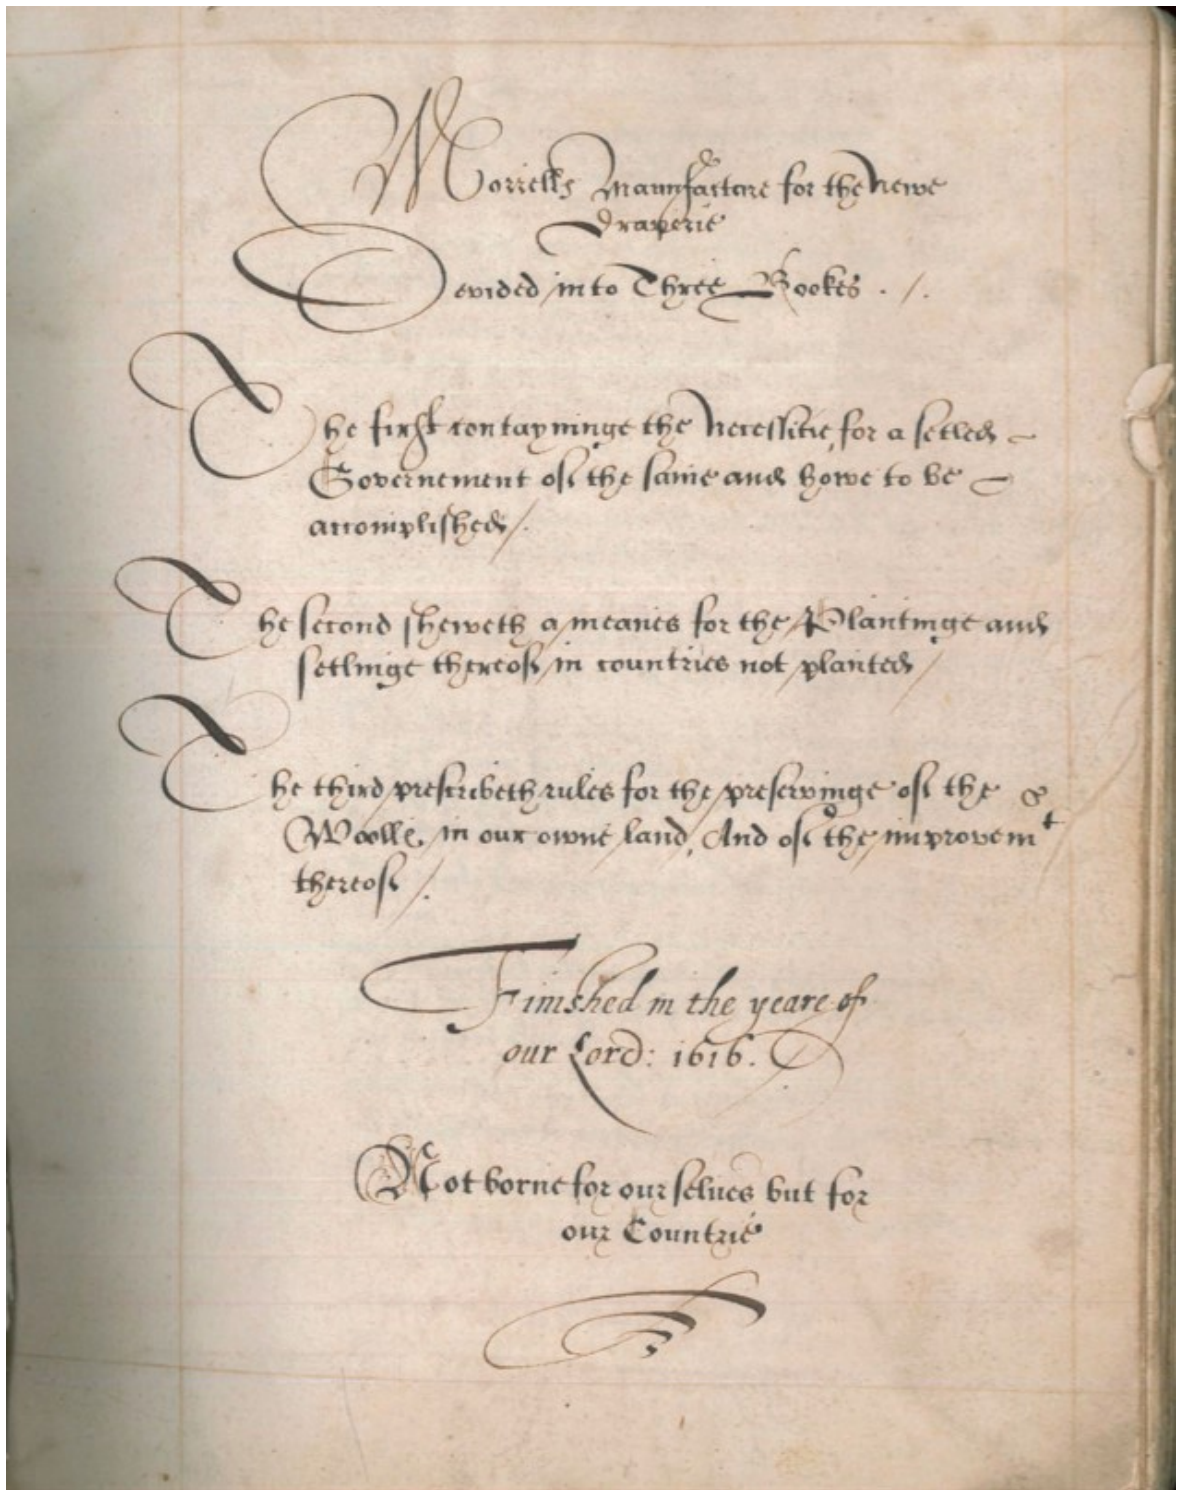 Morrells Manufacture for the Newe
Draperie
Devided into Three Bookes . /.
The first contayninge the Necessitie, for a setled
Governement of the same and howe to be
accomplished /.
The second sheweth a meanes for the Plantinge and
setlinge thereof in countries not planted /
The third prescribeth rules for the preservinge of the
Woolle, in our owne land, And of the improvemt
thereof /.
Finished in the yeare of
our Lord: 1616.
Not borne for our selues but for
our Countrie